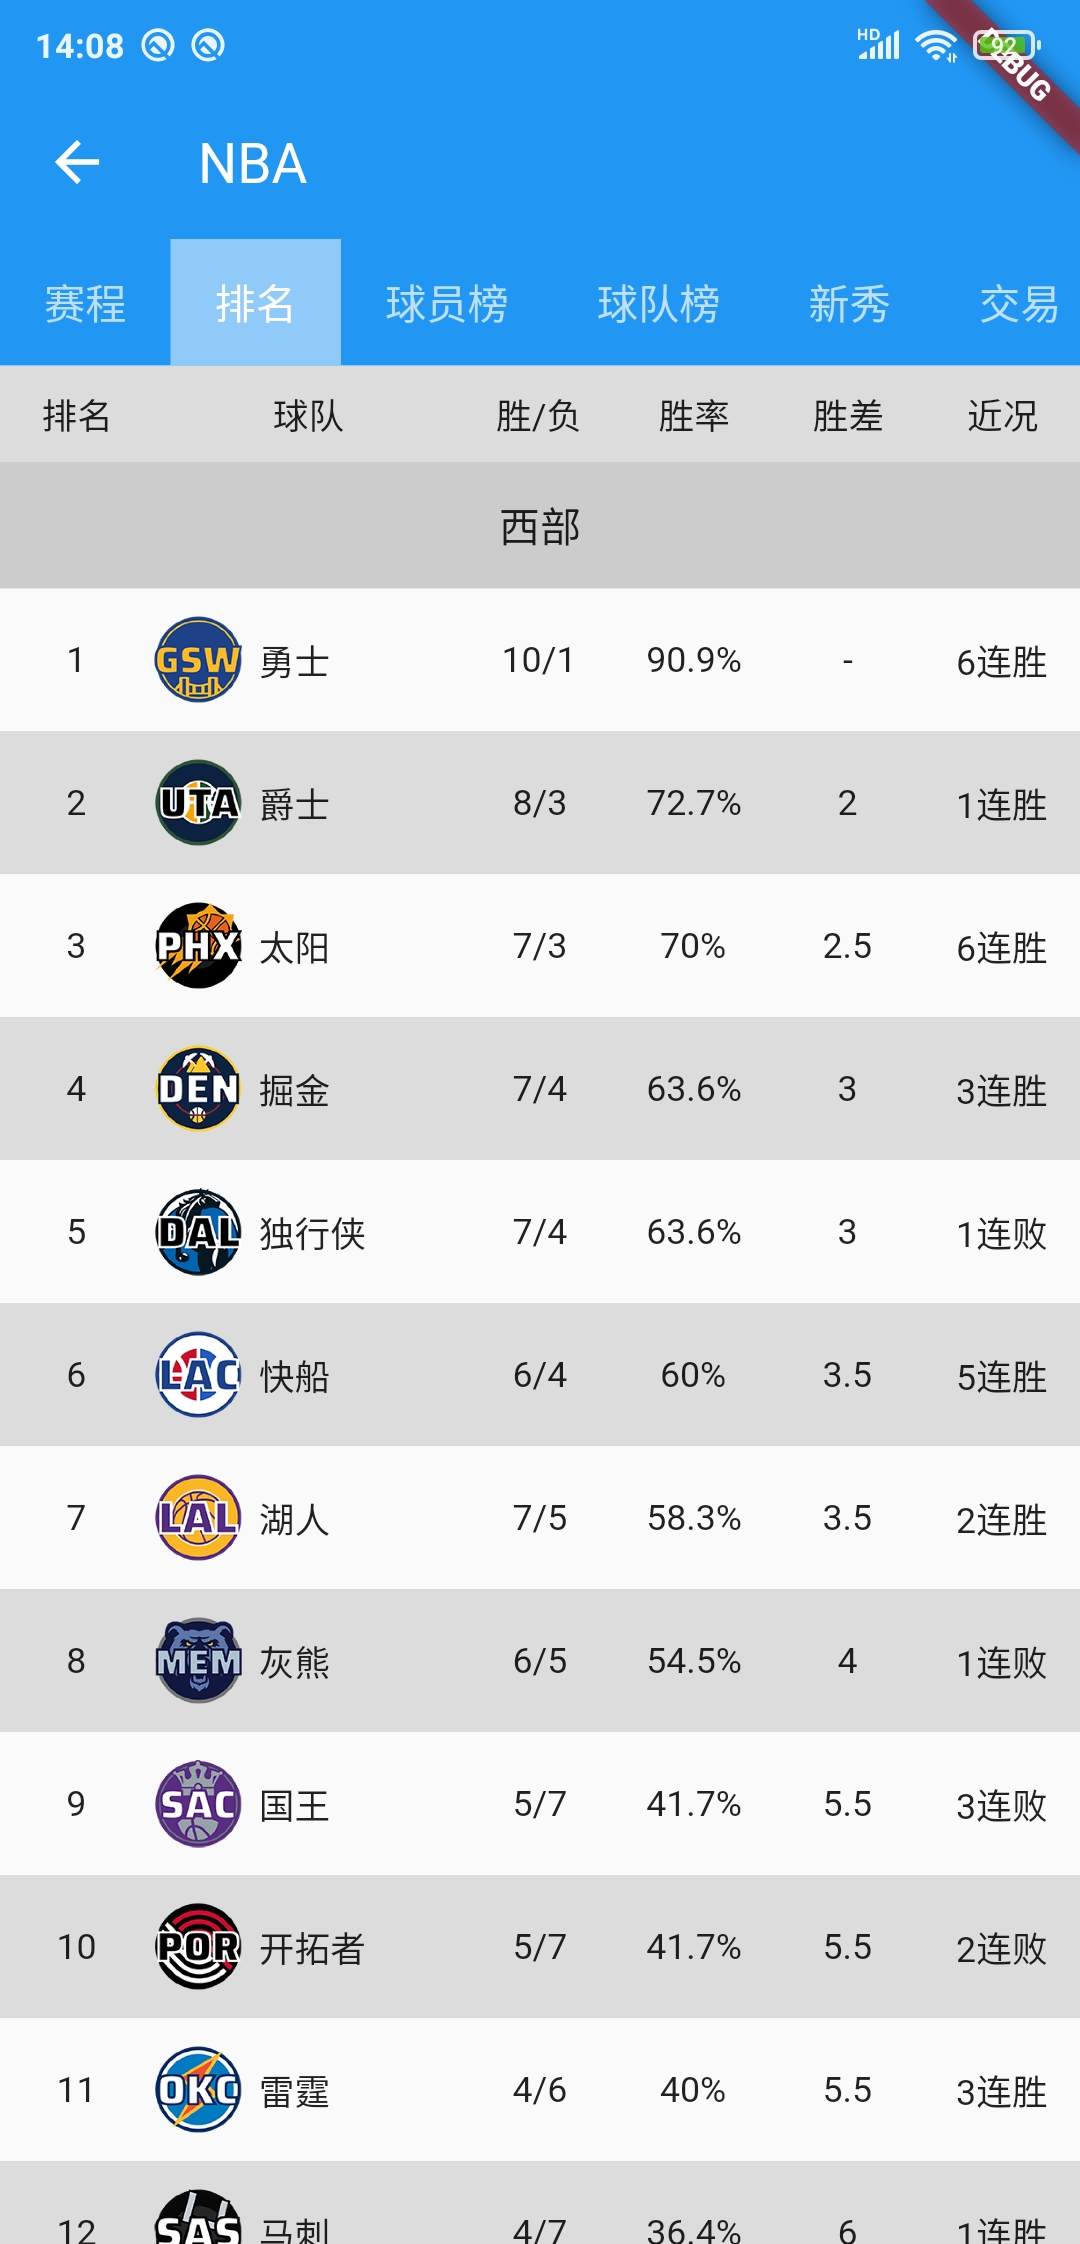 14:08 HD 92
DEBUG
NBA
赛程 排名 球员榜 球队榜 新秀 交易
排名 球队 胜/负 胜率 胜差 近况
西部
1 GSW 勇士 10/1 90.9% - 6连胜
2 UTA 爵士 8/3 72.7% 2 1连胜
3 PHX 太阳 7/3 70% 2.5 6连胜
4 DEN 掘金 7/4 63.6% 3 3连胜
5 DAL 独行侠 7/4 63.6% 3 1连败
6 LAC 快船 6/4 60% 3.5 5连胜
7 LAL 湖人 7/5 58.3% 3.5 2连胜
8 MEM 灰熊 6/5 54.5% 4 1连败
9 SAC 国王 5/7 41.7% 5.5 3连败
10 POR 开拓者 5/7 41.7% 5.5 2连败
11 OKC 雷霆 4/6 40% 5.5 3连胜
12 SAS 马刺 4/7 36.4% 6 1连胜